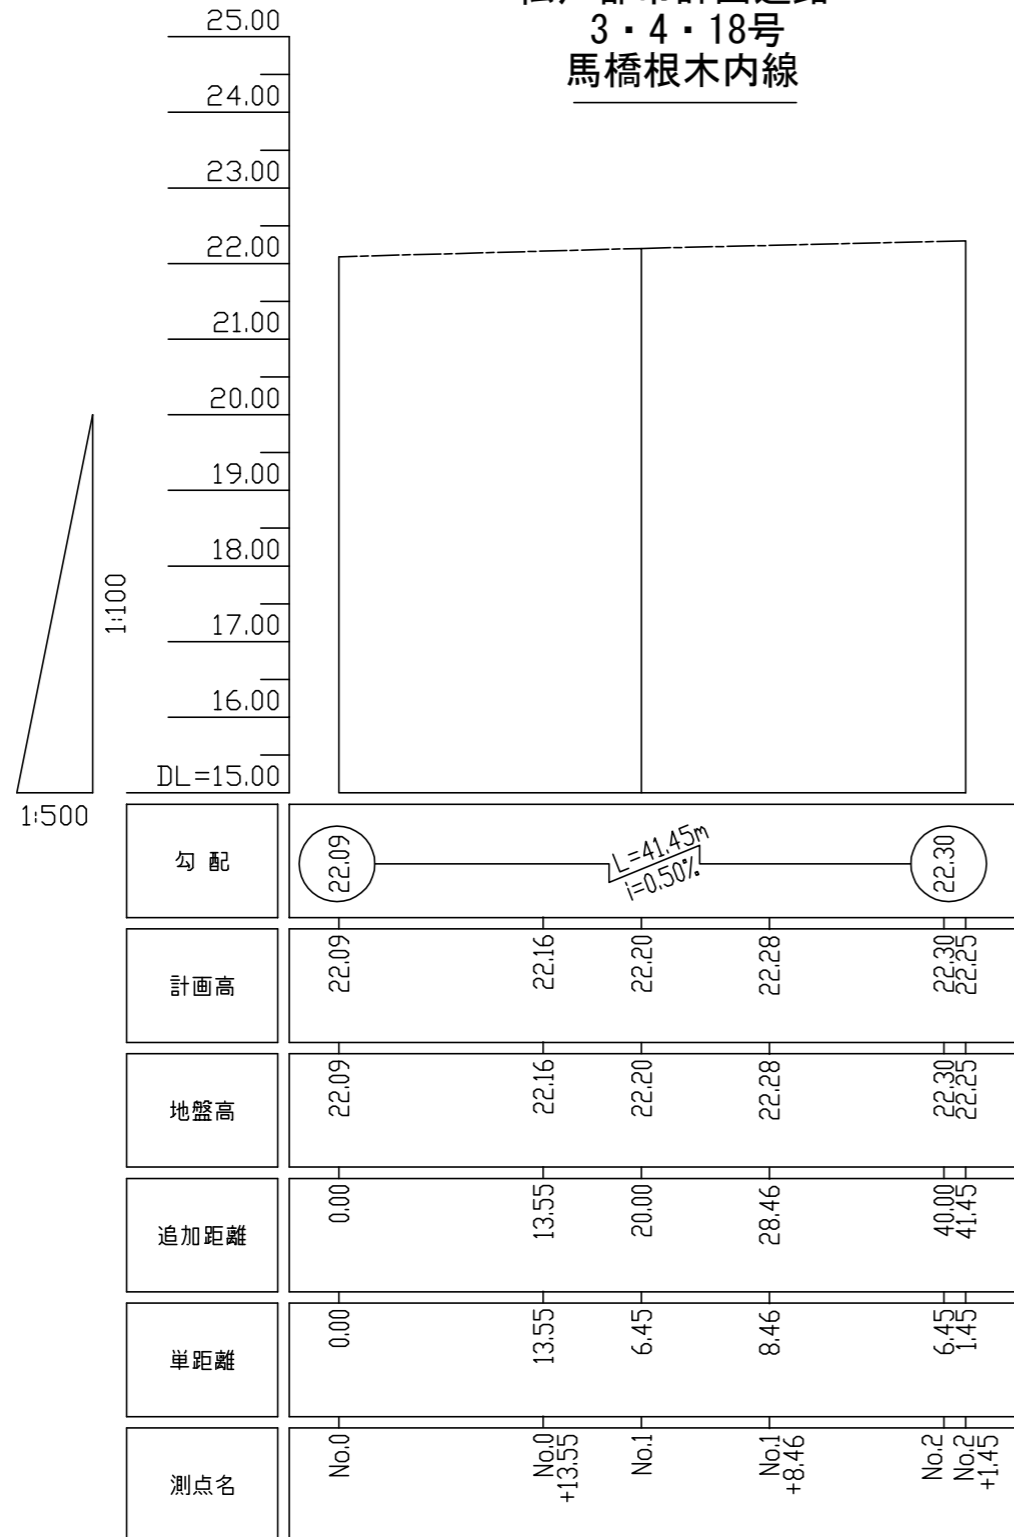 3・4・18号
馬橋根木内線
25.00
24.00
23.00
22.00
21.00
20.00
19.00
18.00
17.00
16.00
DL=15.00
1:100
1:500
勾 配
22.09
L=41.45m
i=0.50%
22.30
計画高
22.09
22.16
22.20
22.28
22.30
22.25
地盤高
22.09
22.16
22.20
22.28
22.30
22.25
追加距離
0.00
13.55
20.00
28.46
40.00
41.45
単距離
0.00
13.55
6.45
8.46
6.45
1.45
測点名
No.0
No.0
+13.55
No.1
No.1
+8.46
No.2
No.2
+1.45